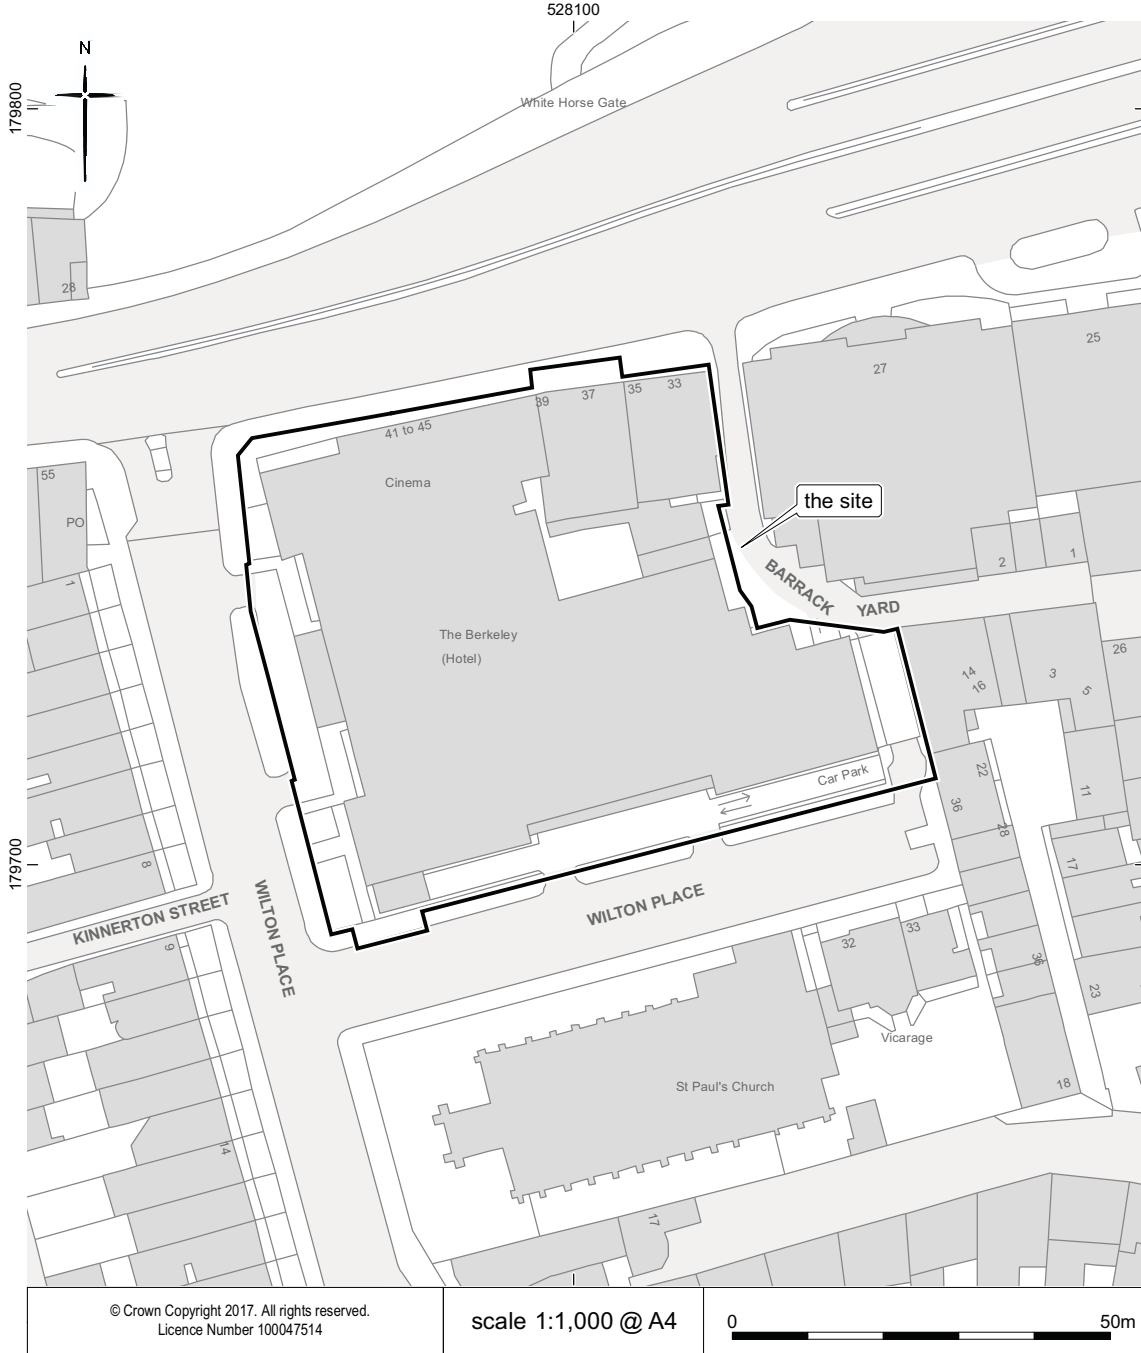 528100
N
179800
White Horse Gate
28
25
27
33
35
37
39
41 to 45
Cinema
55
PO
the site
1
2
1
BARRACK
YARD
The Berkeley
(Hotel)
26
14
16
3
5
Car Park
22
36
11
28
179700
8
17
KINNERTON STREET
WILTON PLACE
WILTON PLACE
9
32
33
36
23
Vicarage
St Paul's Church
18
14
17
© Crown Copyright 2017. All rights reserved.
Licence Number 100047514
scale 1:1,000 @ A4
0
50m